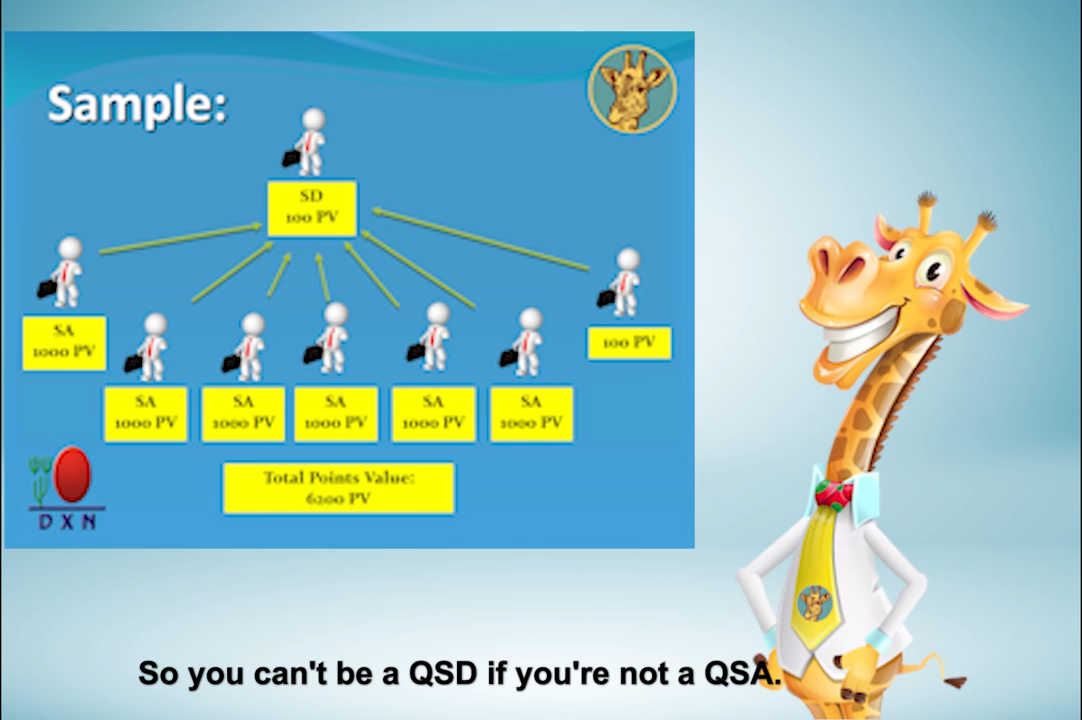 Sample:
SD
100 PV
SA
1000 PV
100 PV
SA
1000 PV
SA
1000 PV
SA
1000 PV
SA
1000 PV
SA
1000 PV
Total Points Value:
6200 PV
DXN
So you can't be a QSD if you're not a QSA.